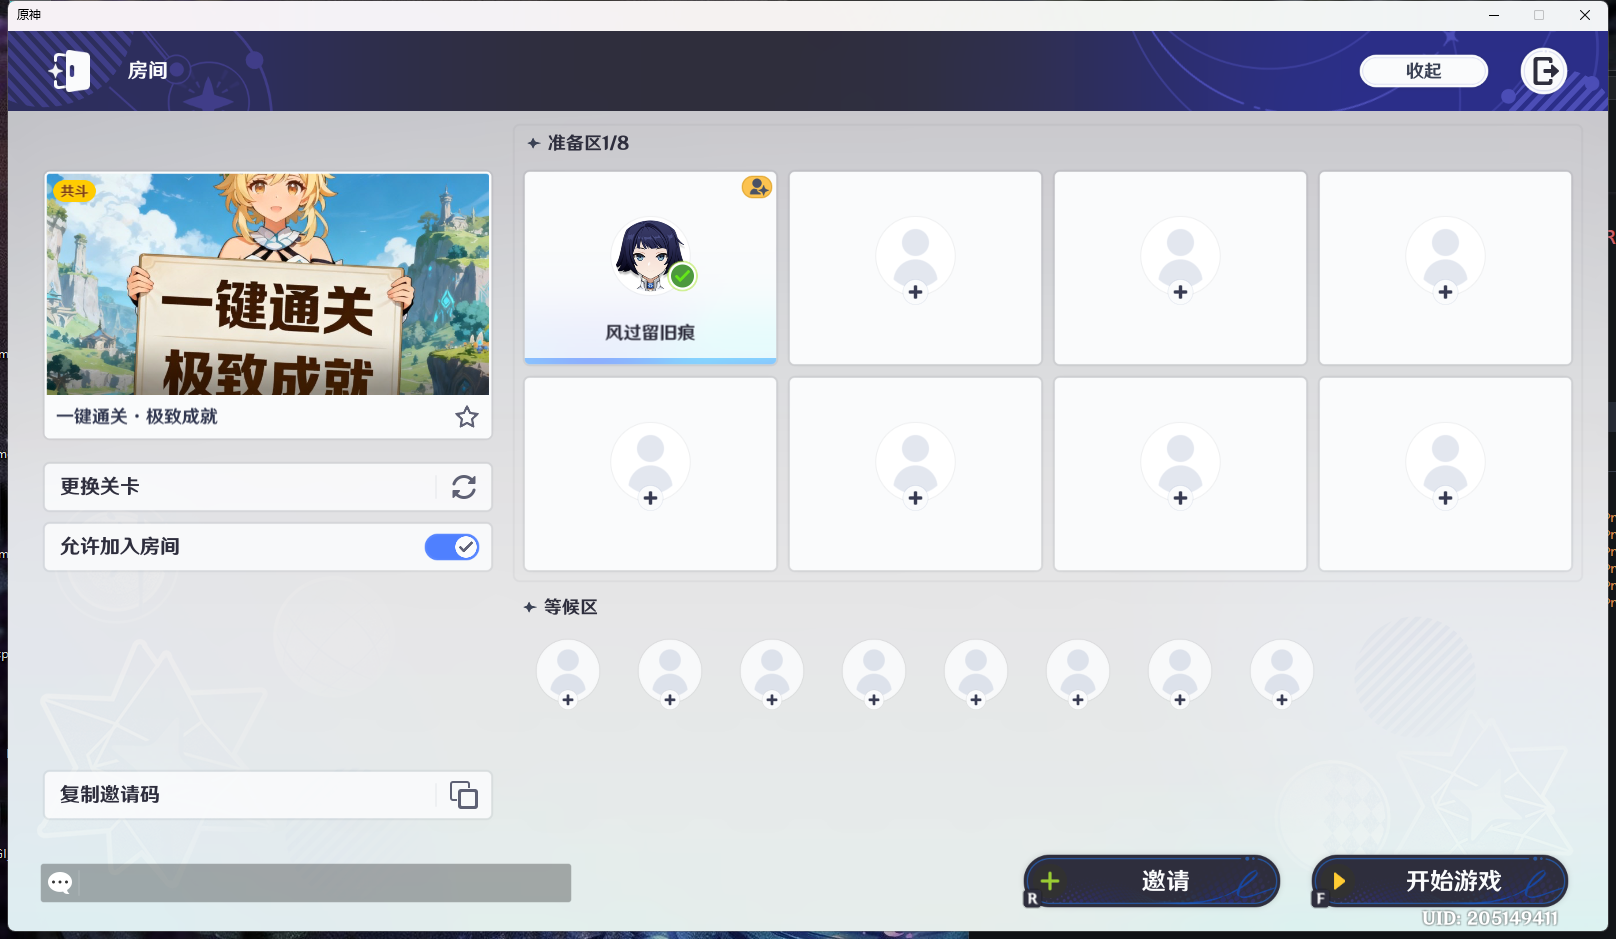 原神
房间
收起
准备区1/8
共斗
一键通关
极致成就
风过留旧痕
一键通关·极致成就
更换关卡
允许加入房间
等候区
复制邀请码
邀请
R
开始游戏
F
UID: 205149411